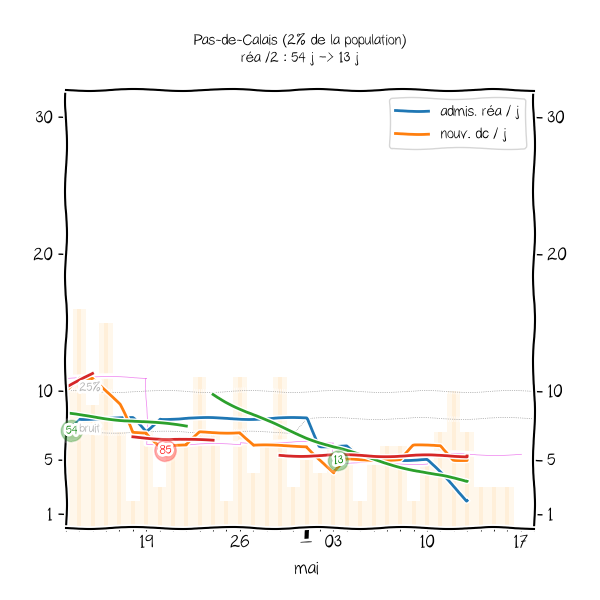 Pas-de-Calais (2% de la population)
réa /2 : 54 j -> 13 j
admis. réa / j
nouv. dc / j
30 30
20 20
10 10
25%
54 bruit
85
13
5 5
1 1
19 26 1 03 10 17
mai